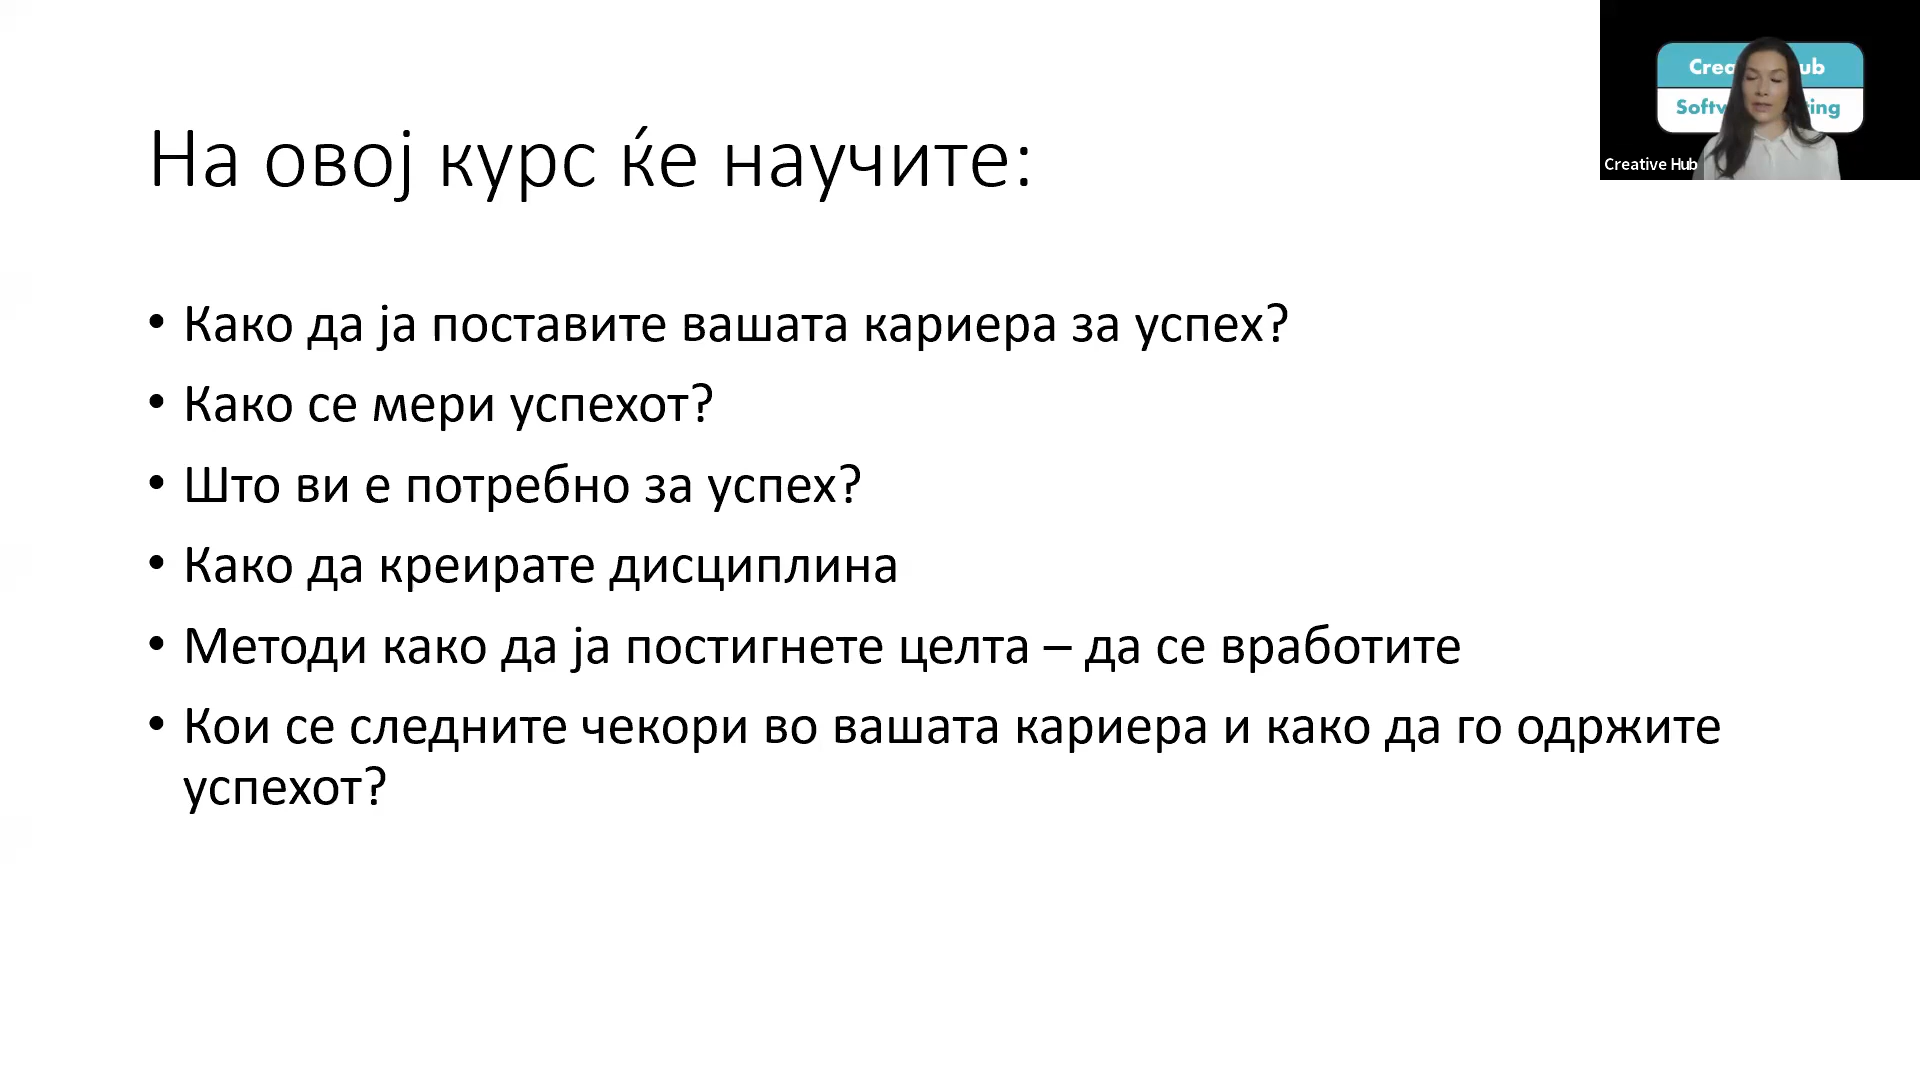 На овој курс ќе научите:
• Како да ја поставите вашата кариера за успех?
• Како се мери успехот?
• Што ви е потребно за успех?
• Како да креирате дисциплина
• Методи како да ја постигнете целта – да се вработите
• Кои се следните чекори во вашата кариера и како да го одржите
успехот?
Creative Hub